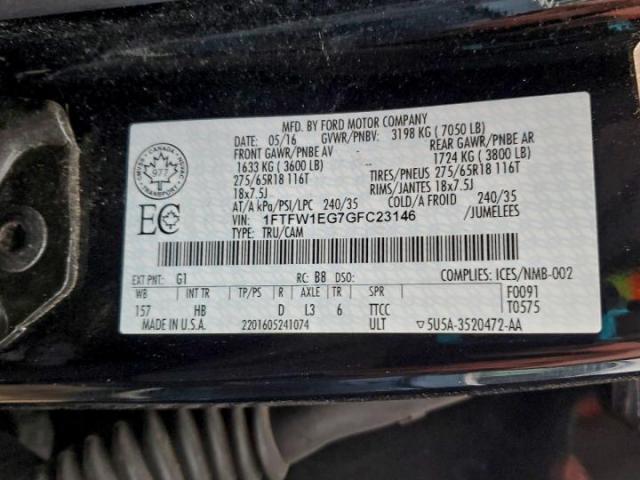 MFD. BY FORD MOTOR COMPANY
DATE: 05/16 GVWR/PNBV: 3198 KG ( 7050 LB)
FRONT GAWR/PNBE AV REAR GAWR/PNBE AR
1633 KG ( 3600 LB) 1724 KG ( 3800 LB)
275/65R18 116T TIRES/PNEUS 275/65R18 116T
18x7.5J RIMS/JANTES 18x7.5J
AT/A kPa/PSI/LPC 240/35 COLD/A FROID 240/35
VIN: 1FTFW1EG7GFC23146 /JUMELEES
TYPE: TRU/CAM
CANADA
977
TRANSPORT
EC
EXT PNT: G1 RC: B8 DSO: COMPLIES: ICES/NMB-002
WB INT TR TP/PS R AXLE TR SPR F0091
157 HB D L3 6 TTCC T0575
MADE IN U.S.A. 2201605241074 ULT ▽5U5A-3520472-AA